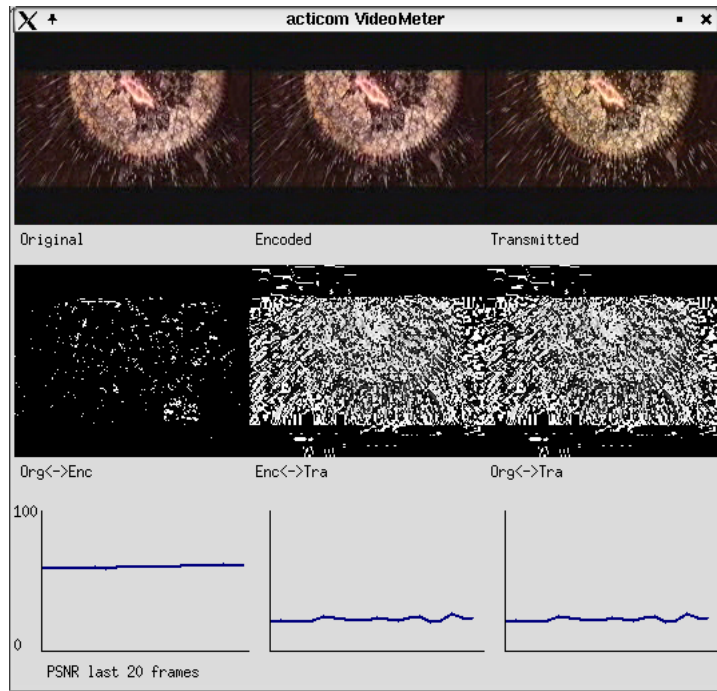 acticom VideoMeter
Original Encoded Transmitted
Org<->Enc Enc<->Tra Org<->Tra
100
0
PSNR last 20 frames